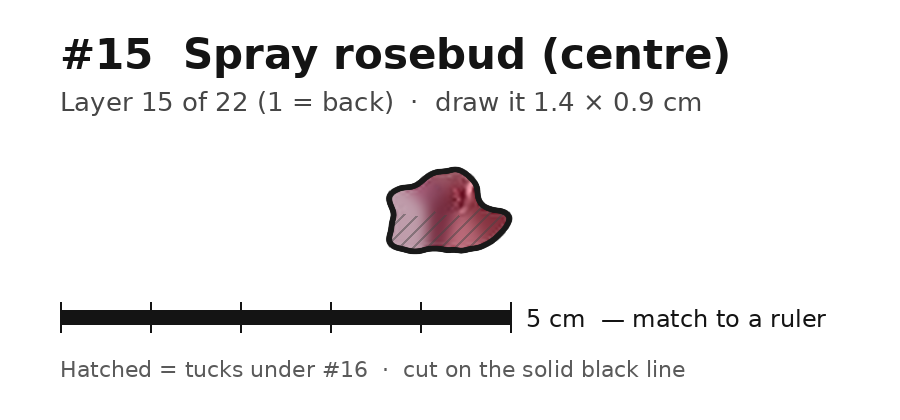 #15 Spray rosebud (centre)
Layer 15 of 22 (1 = back) · draw it 1.4 × 0.9 cm
5 cm — match to a ruler
Hatched = tucks under #16 · cut on the solid black line